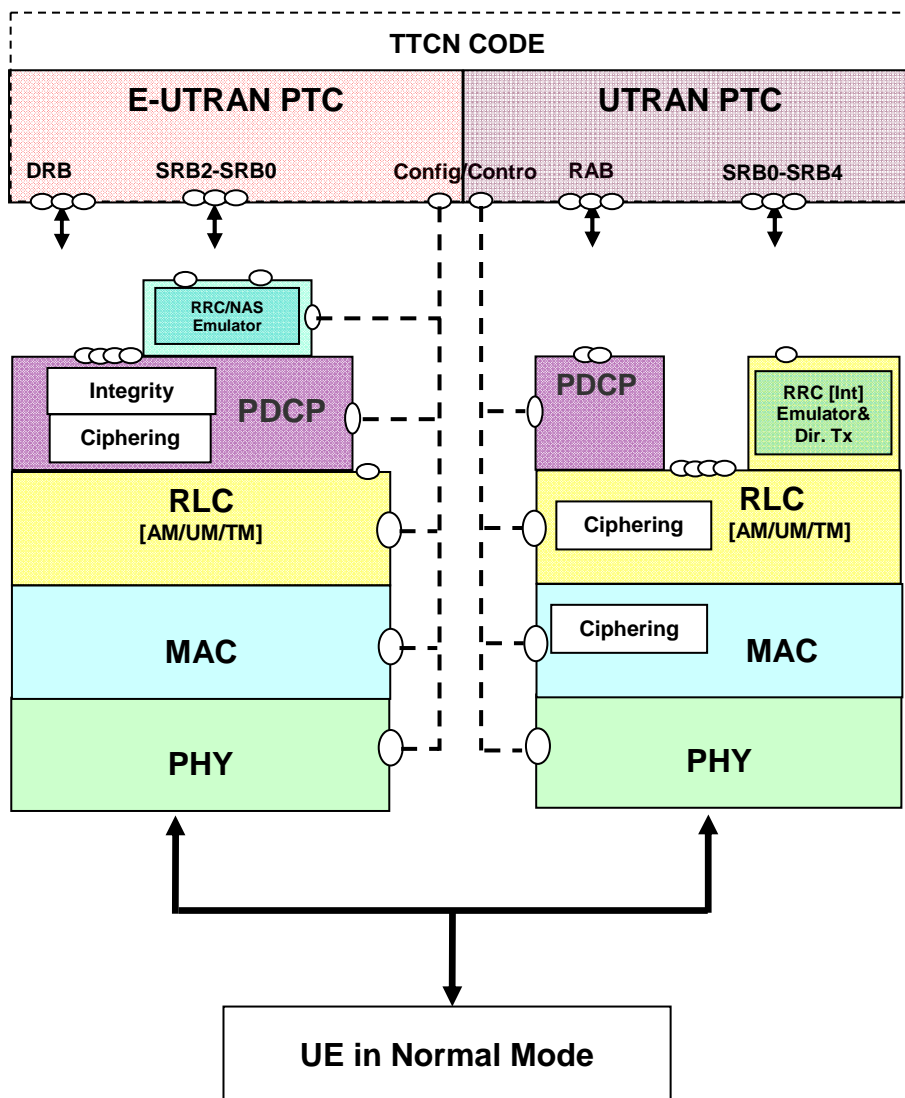 TTCN CODE
E-UTRAN PTC
UTRAN PTC
DRB
SRB2-SRB0
Config/Contro
RAB
SRB0-SRB4
RRC/NAS
Emulator
Integrity
Ciphering
PDCP
RLC
[AM/UM/TM]
MAC
PHY
PDCP
RRC [Int]
Emulator&
Dir. Tx
Ciphering
RLC
[AM/UM/TM]
Ciphering
MAC
PHY
UE in Normal Mode